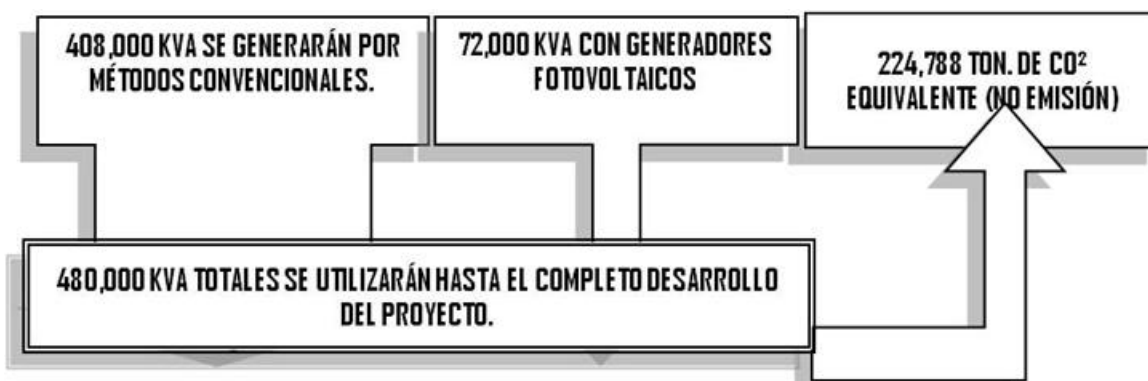 408,000 KVA SE GENERARÁN POR
MÉTODOS CONVENCIONALES.
72,000 KVA CON GENERADORES
FOTOVOLTAICOS
224,788 TON. DE CO²
EQUIVALENTE (NO EMISIÓN)
480,000 KVA TOTALES SE UTILIZARÁN HASTA EL COMPLETO DESARROLLO
DEL PROYECTO.